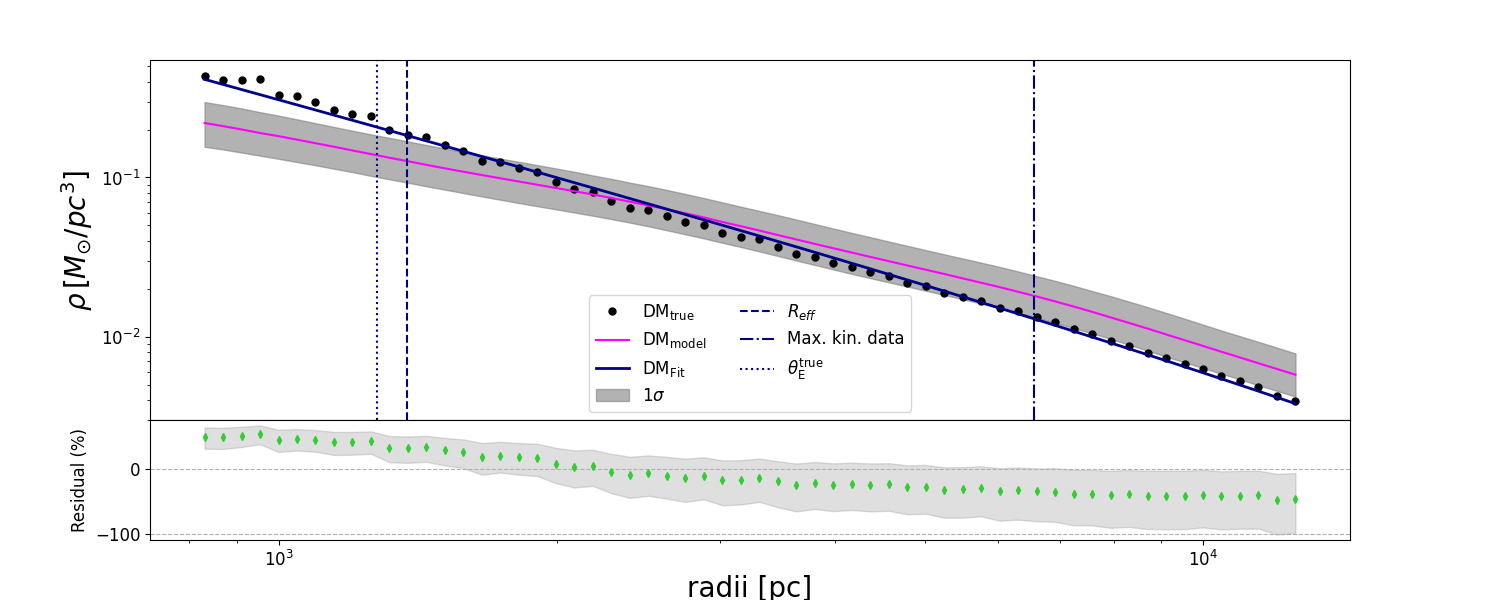 ρ [M⊙/pc³]
10⁻¹
10⁻²
DM_true
DM_model
DM_Fit
1σ
R_eff
Max. kin. data
θ_E^true
Residual (%)
0
−100
10³
10⁴
radii [pc]